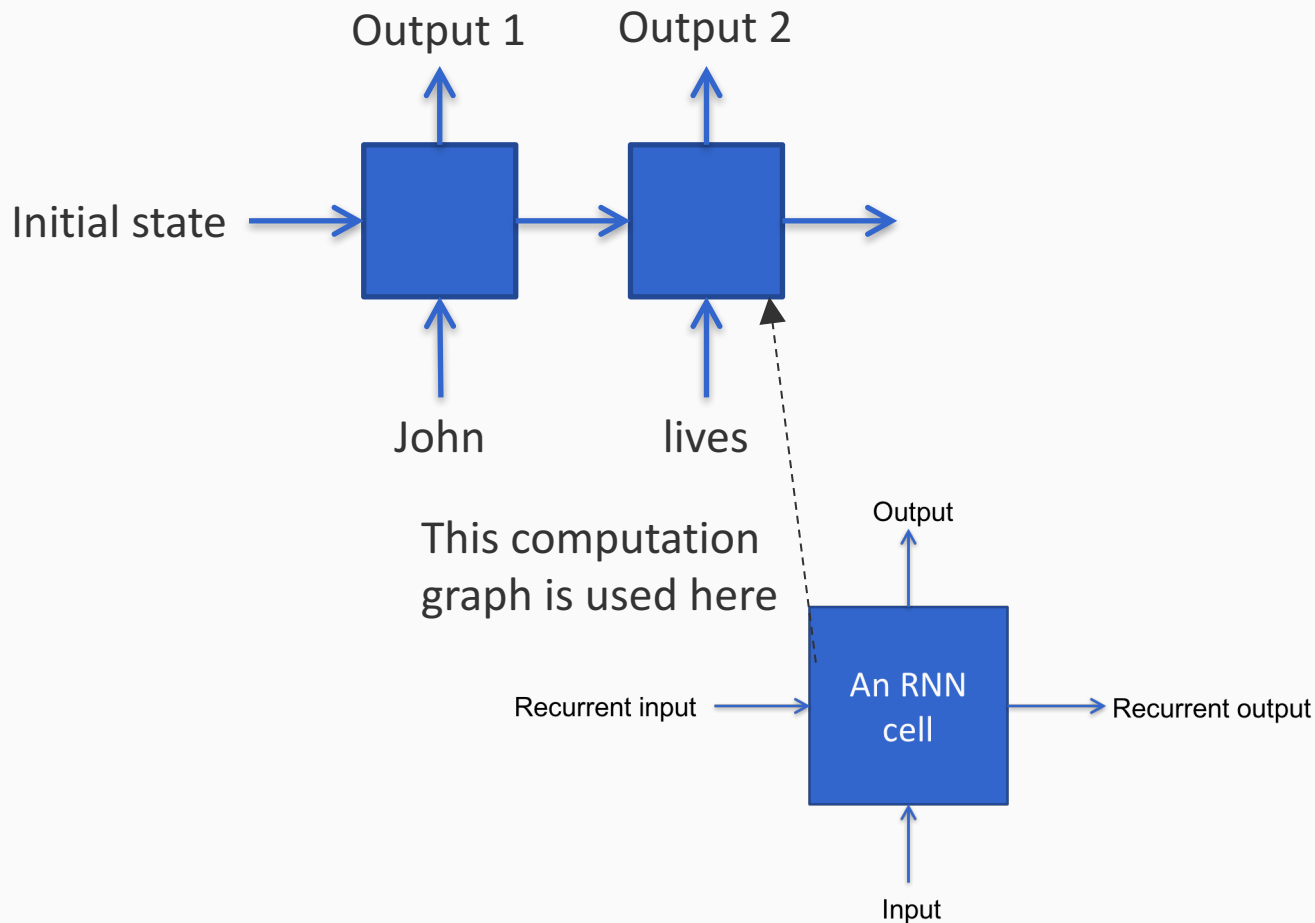 Output 1
Output 2
Initial state
John
lives
This computation
graph is used here
Output
An RNN
cell
Recurrent input
Recurrent output
Input